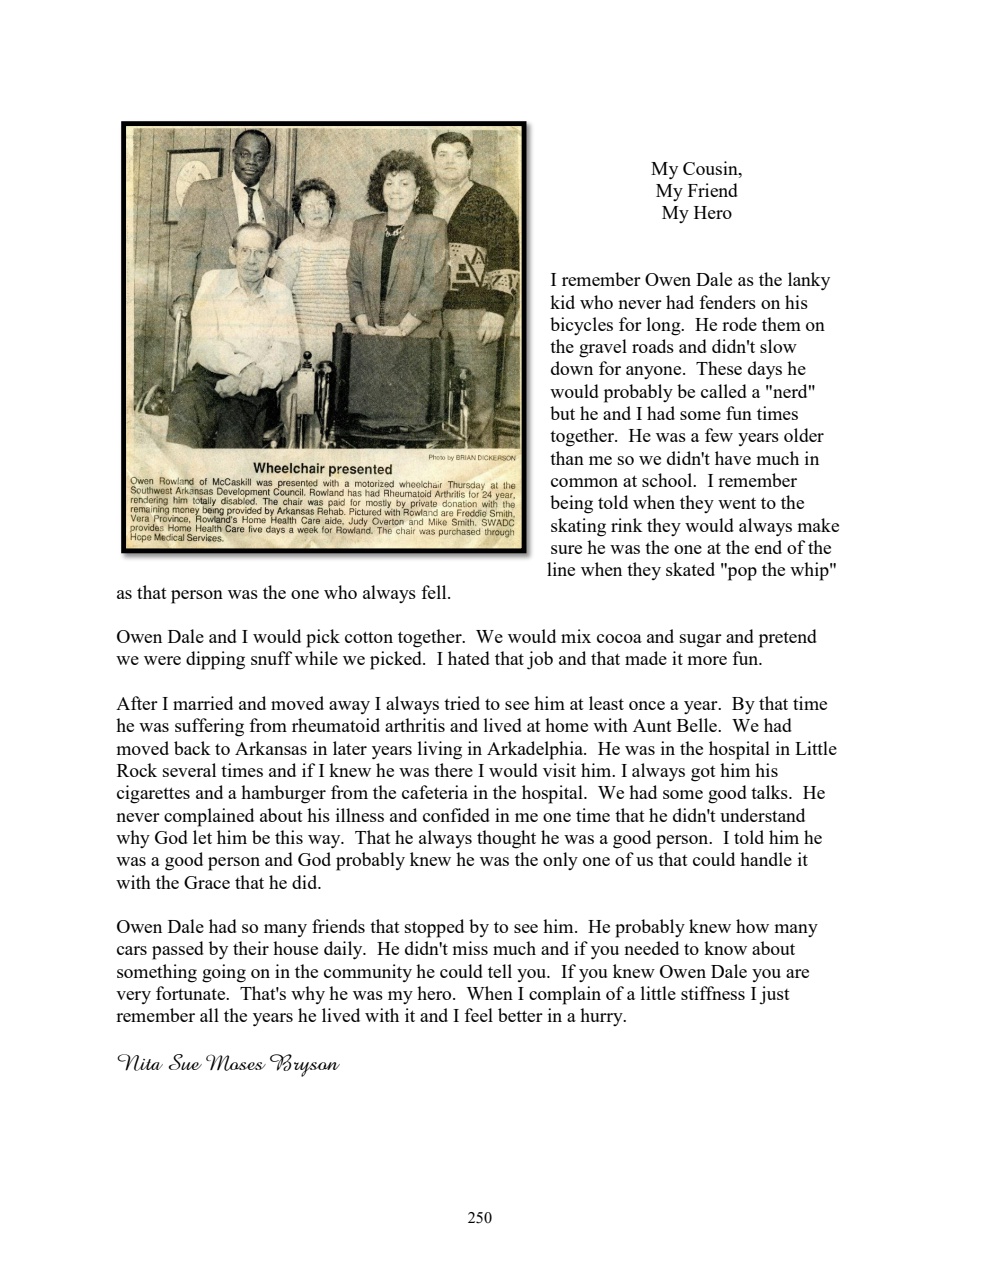 Photo by BRIAN DICKERSON
Wheelchair presented
Owen Rowland of McCaskill was presented with a motorized wheelchair Thursday at the
Southwest Arkansas Development Council. Rowland has had Rheumatoid Arthritis for 24 year,
rendering him totally disabled. The chair was paid for mostly by private donation with the
remaining money being provided by Arkansas Rehab. Pictured with Rowland are Freddie Smith,
Vera Province, Rowland's Home Health Care aide, Judy Overton and Mike Smith. SWADC
provides Home Health Care five days a week for Rowland. The chair was purchased through
Hope Medical Services.
My Cousin,
My Friend
My Hero
I remember Owen Dale as the lanky
kid who never had fenders on his
bicycles for long.  He rode them on
the gravel roads and didn't slow
down for anyone.  These days he
would probably be called a "nerd"
but he and I had some fun times
together.  He was a few years older
than me so we didn't have much in
common at school.  I remember
being told when they went to the
skating rink they would always make
sure he was the one at the end of the
line when they skated "pop the whip"
as that person was the one who always fell.
Owen Dale and I would pick cotton together.  We would mix cocoa and sugar and pretend
we were dipping snuff while we picked.  I hated that job and that made it more fun.
After I married and moved away I always tried to see him at least once a year.  By that time
he was suffering from rheumatoid arthritis and lived at home with Aunt Belle.  We had
moved back to Arkansas in later years living in Arkadelphia.  He was in the hospital in Little
Rock several times and if I knew he was there I would visit him. I always got him his
cigarettes and a hamburger from the cafeteria in the hospital.  We had some good talks.  He
never complained about his illness and confided in me one time that he didn't understand
why God let him be this way.  That he always thought he was a good person.  I told him he
was a good person and God probably knew he was the only one of us that could handle it
with the Grace that he did.
Owen Dale had so many friends that stopped by to see him.  He probably knew how many
cars passed by their house daily.  He didn't miss much and if you needed to know about
something going on in the community he could tell you.  If you knew Owen Dale you are
very fortunate.  That's why he was my hero.  When I complain of a little stiffness I just
remember all the years he lived with it and I feel better in a hurry.
Nita Sue Moses Bryson
250